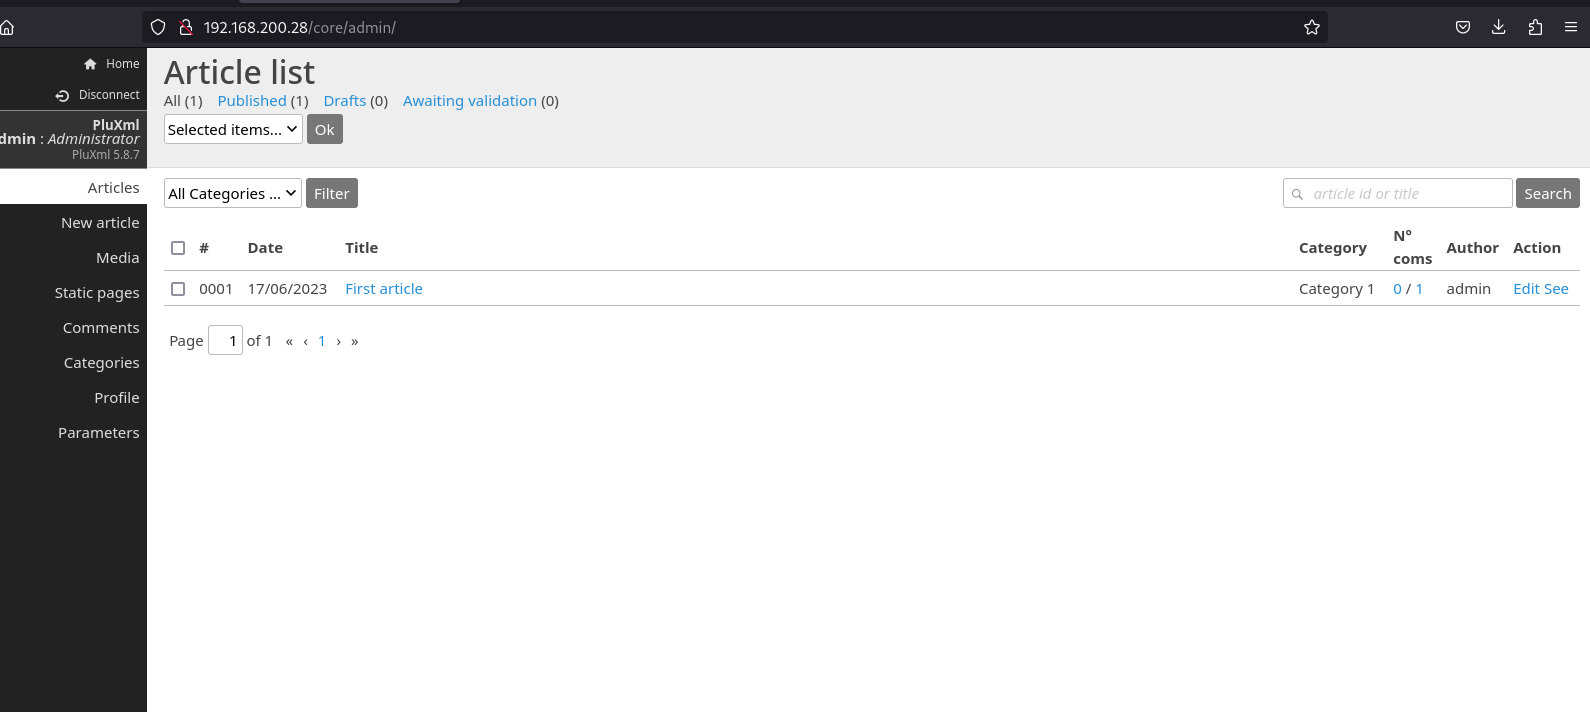 192.168.200.28/core/admin/
Home
Disconnect
PluXml
dmin : Administrator
PluXml 5.8.7
Articles
New article
Media
Static pages
Comments
Categories
Profile
Parameters
Article list
All (1) Published (1) Drafts (0) Awaiting validation (0)
Selected items... Ok
All Categories ... Filter article id or title Search
# Date Title Category N° coms Author Action
0001 17/06/2023 First article Category 1 0 / 1 admin Edit See
Page 1 of 1 « ‹ 1 › »